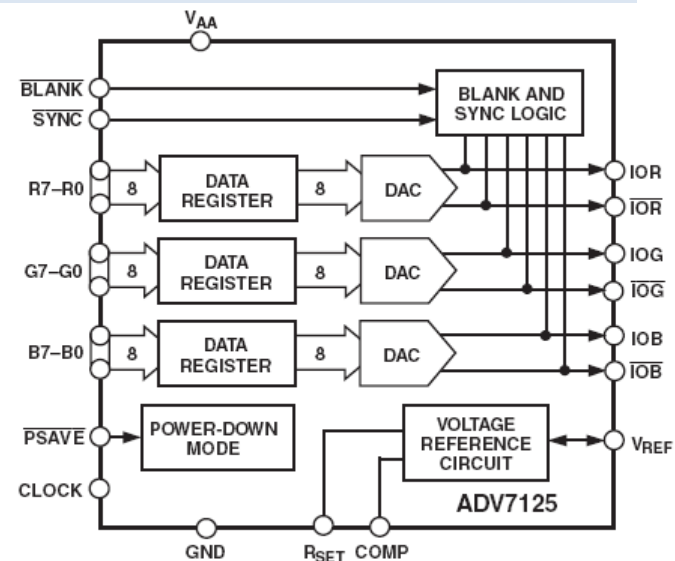 VAA
BLANK
SYNC
BLANK AND
SYNC LOGIC
R7–R0
8
DATA
REGISTER
8
DAC
IOR
IOR
G7–G0
8
DATA
REGISTER
8
DAC
IOG
IOG
B7–B0
8
DATA
REGISTER
8
DAC
IOB
IOB
PSAVE
POWER-DOWN
MODE
VOLTAGE
REFERENCE
CIRCUIT
VREF
CLOCK
ADV7125
GND
RSET
COMP